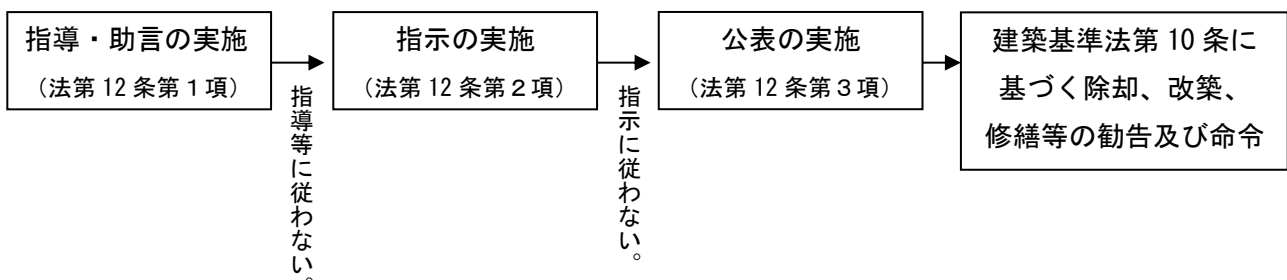 指導・助言の実施
（法第12条第１項）
指導等に従わない。
指示の実施
（法第12条第２項）
指示に従わない。
公表の実施
（法第12条第３項）
建築基準法第10条に
基づく除却、改築、
修繕等の勧告及び命令